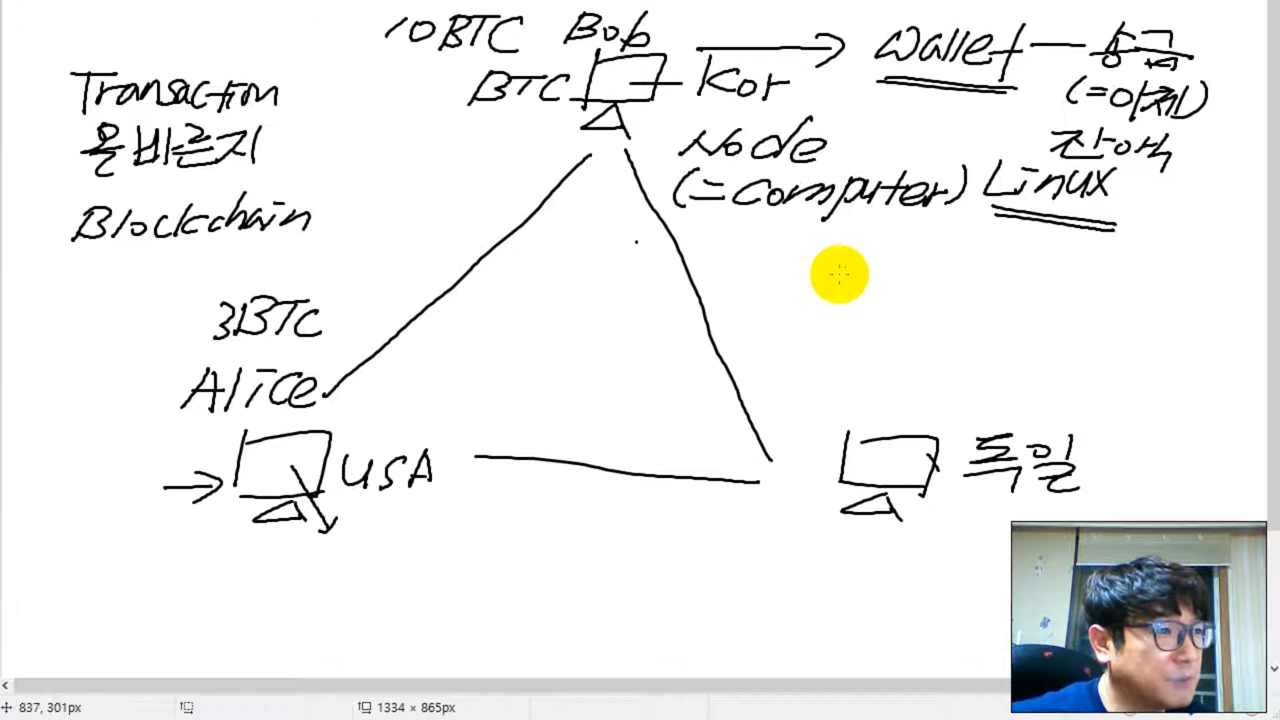 10BTC Bob
Wallet – 송금
(=이체)
잔액
BTC
Kor
Node
(=Computer) Linux
Transaction
올바른지
Blockchain
3BTC
Alice
USA
독일
837, 301px
1334 × 865px